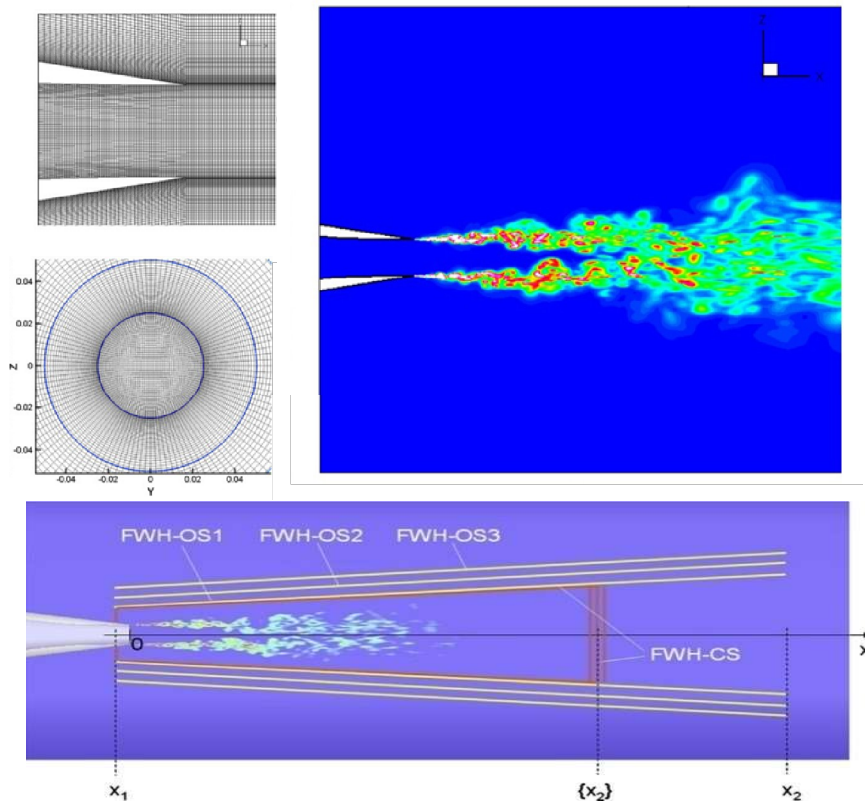 Z
X
Z
X
0.04
0.02
Z
0
-0.02
-0.04
-0.04
-0.02
0
0.02
0.04
Y
FWH-OS1
FWH-OS2
FWH-OS3
O
X
FWH-CS
x₁
{x₂}
x₂